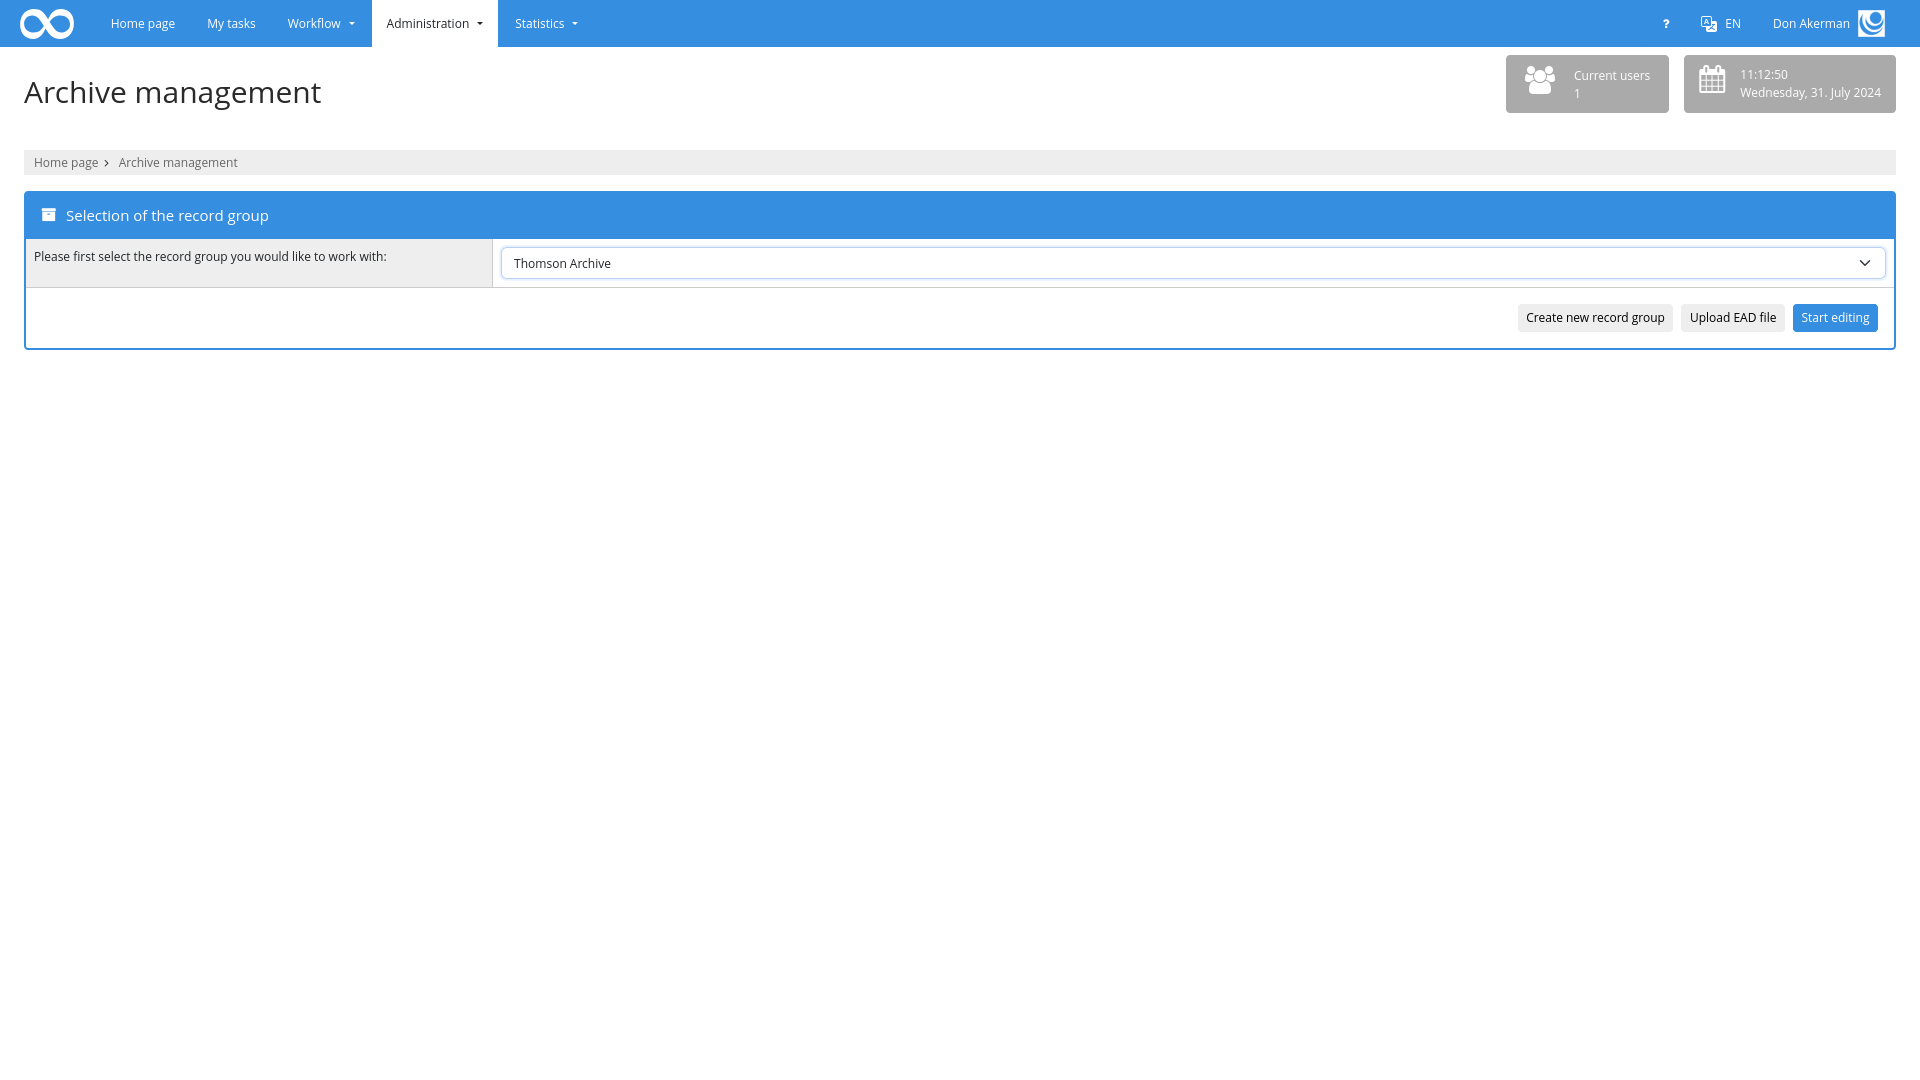 Home page
My tasks
Workflow
Administration
Statistics
?
EN
Don Akerman
Archive management
Current users
1
11:12:50
Wednesday, 31. July 2024
Home page
Archive management
Selection of the record group
Please first select the record group you would like to work with:
Thomson Archive
Create new record group
Upload EAD file
Start editing